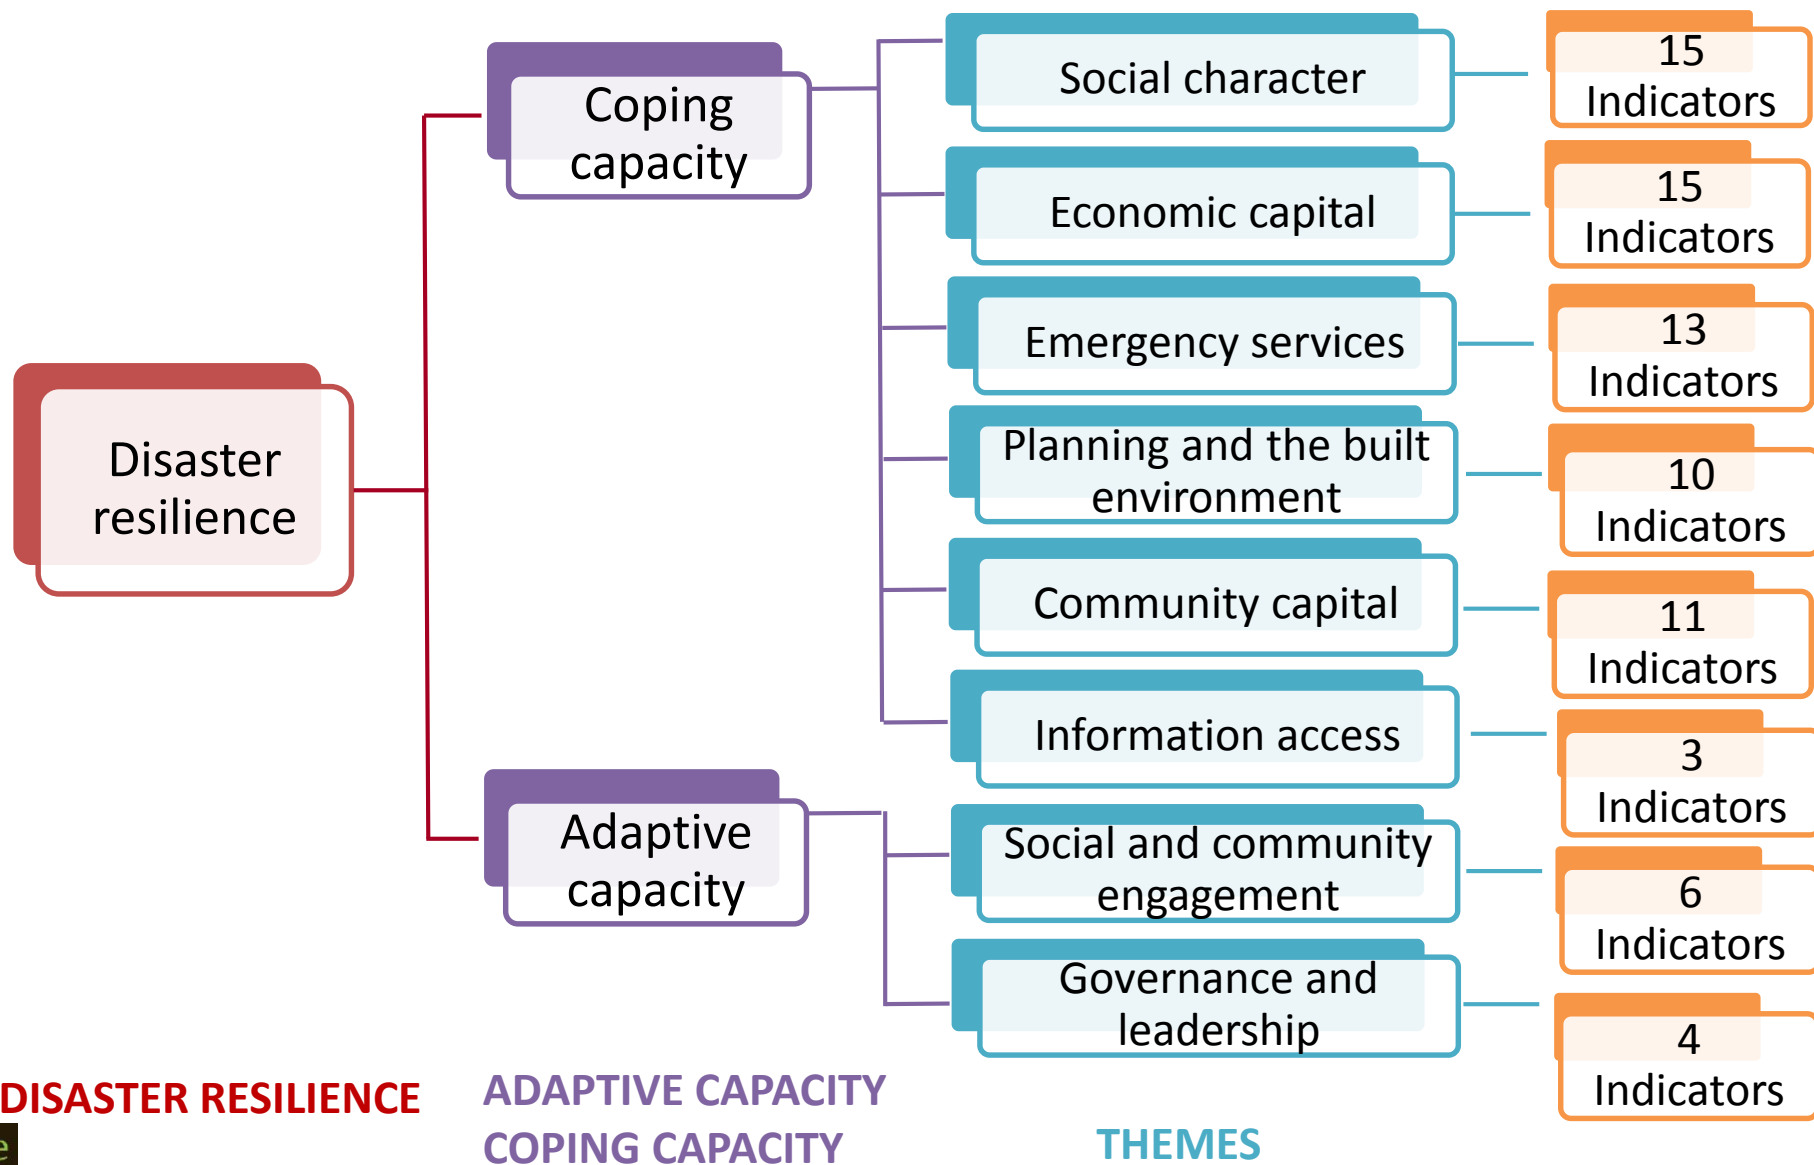 Disaster
resilience
Coping
capacity
Adaptive
capacity
Social character
Economic capital
Emergency services
Planning and the built
environment
Community capital
Information access
Social and community
engagement
Governance and
leadership
15
Indicators
15
Indicators
13
Indicators
10
Indicators
11
Indicators
3
Indicators
6
Indicators
4
Indicators
DISASTER RESILIENCE
ADAPTIVE CAPACITY
COPING CAPACITY
THEMES
e